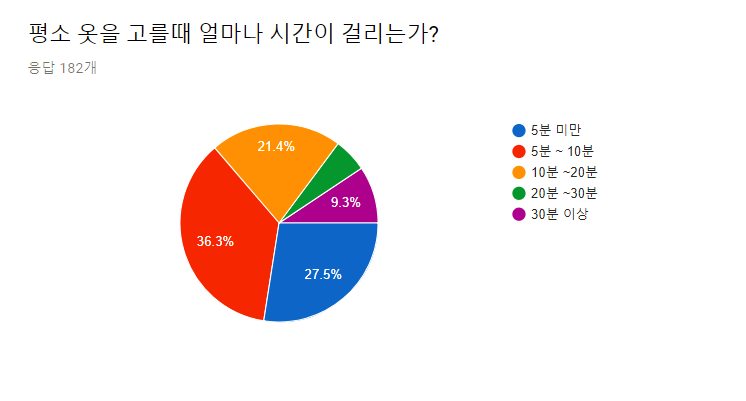 평소 옷을 고를때 얼마나 시간이 걸리는가?
응답 182개
21.4%
9.3%
36.3%
27.5%
5분 미만
5분 ~ 10분
10분 ~20분
20분 ~30분
30분 이상